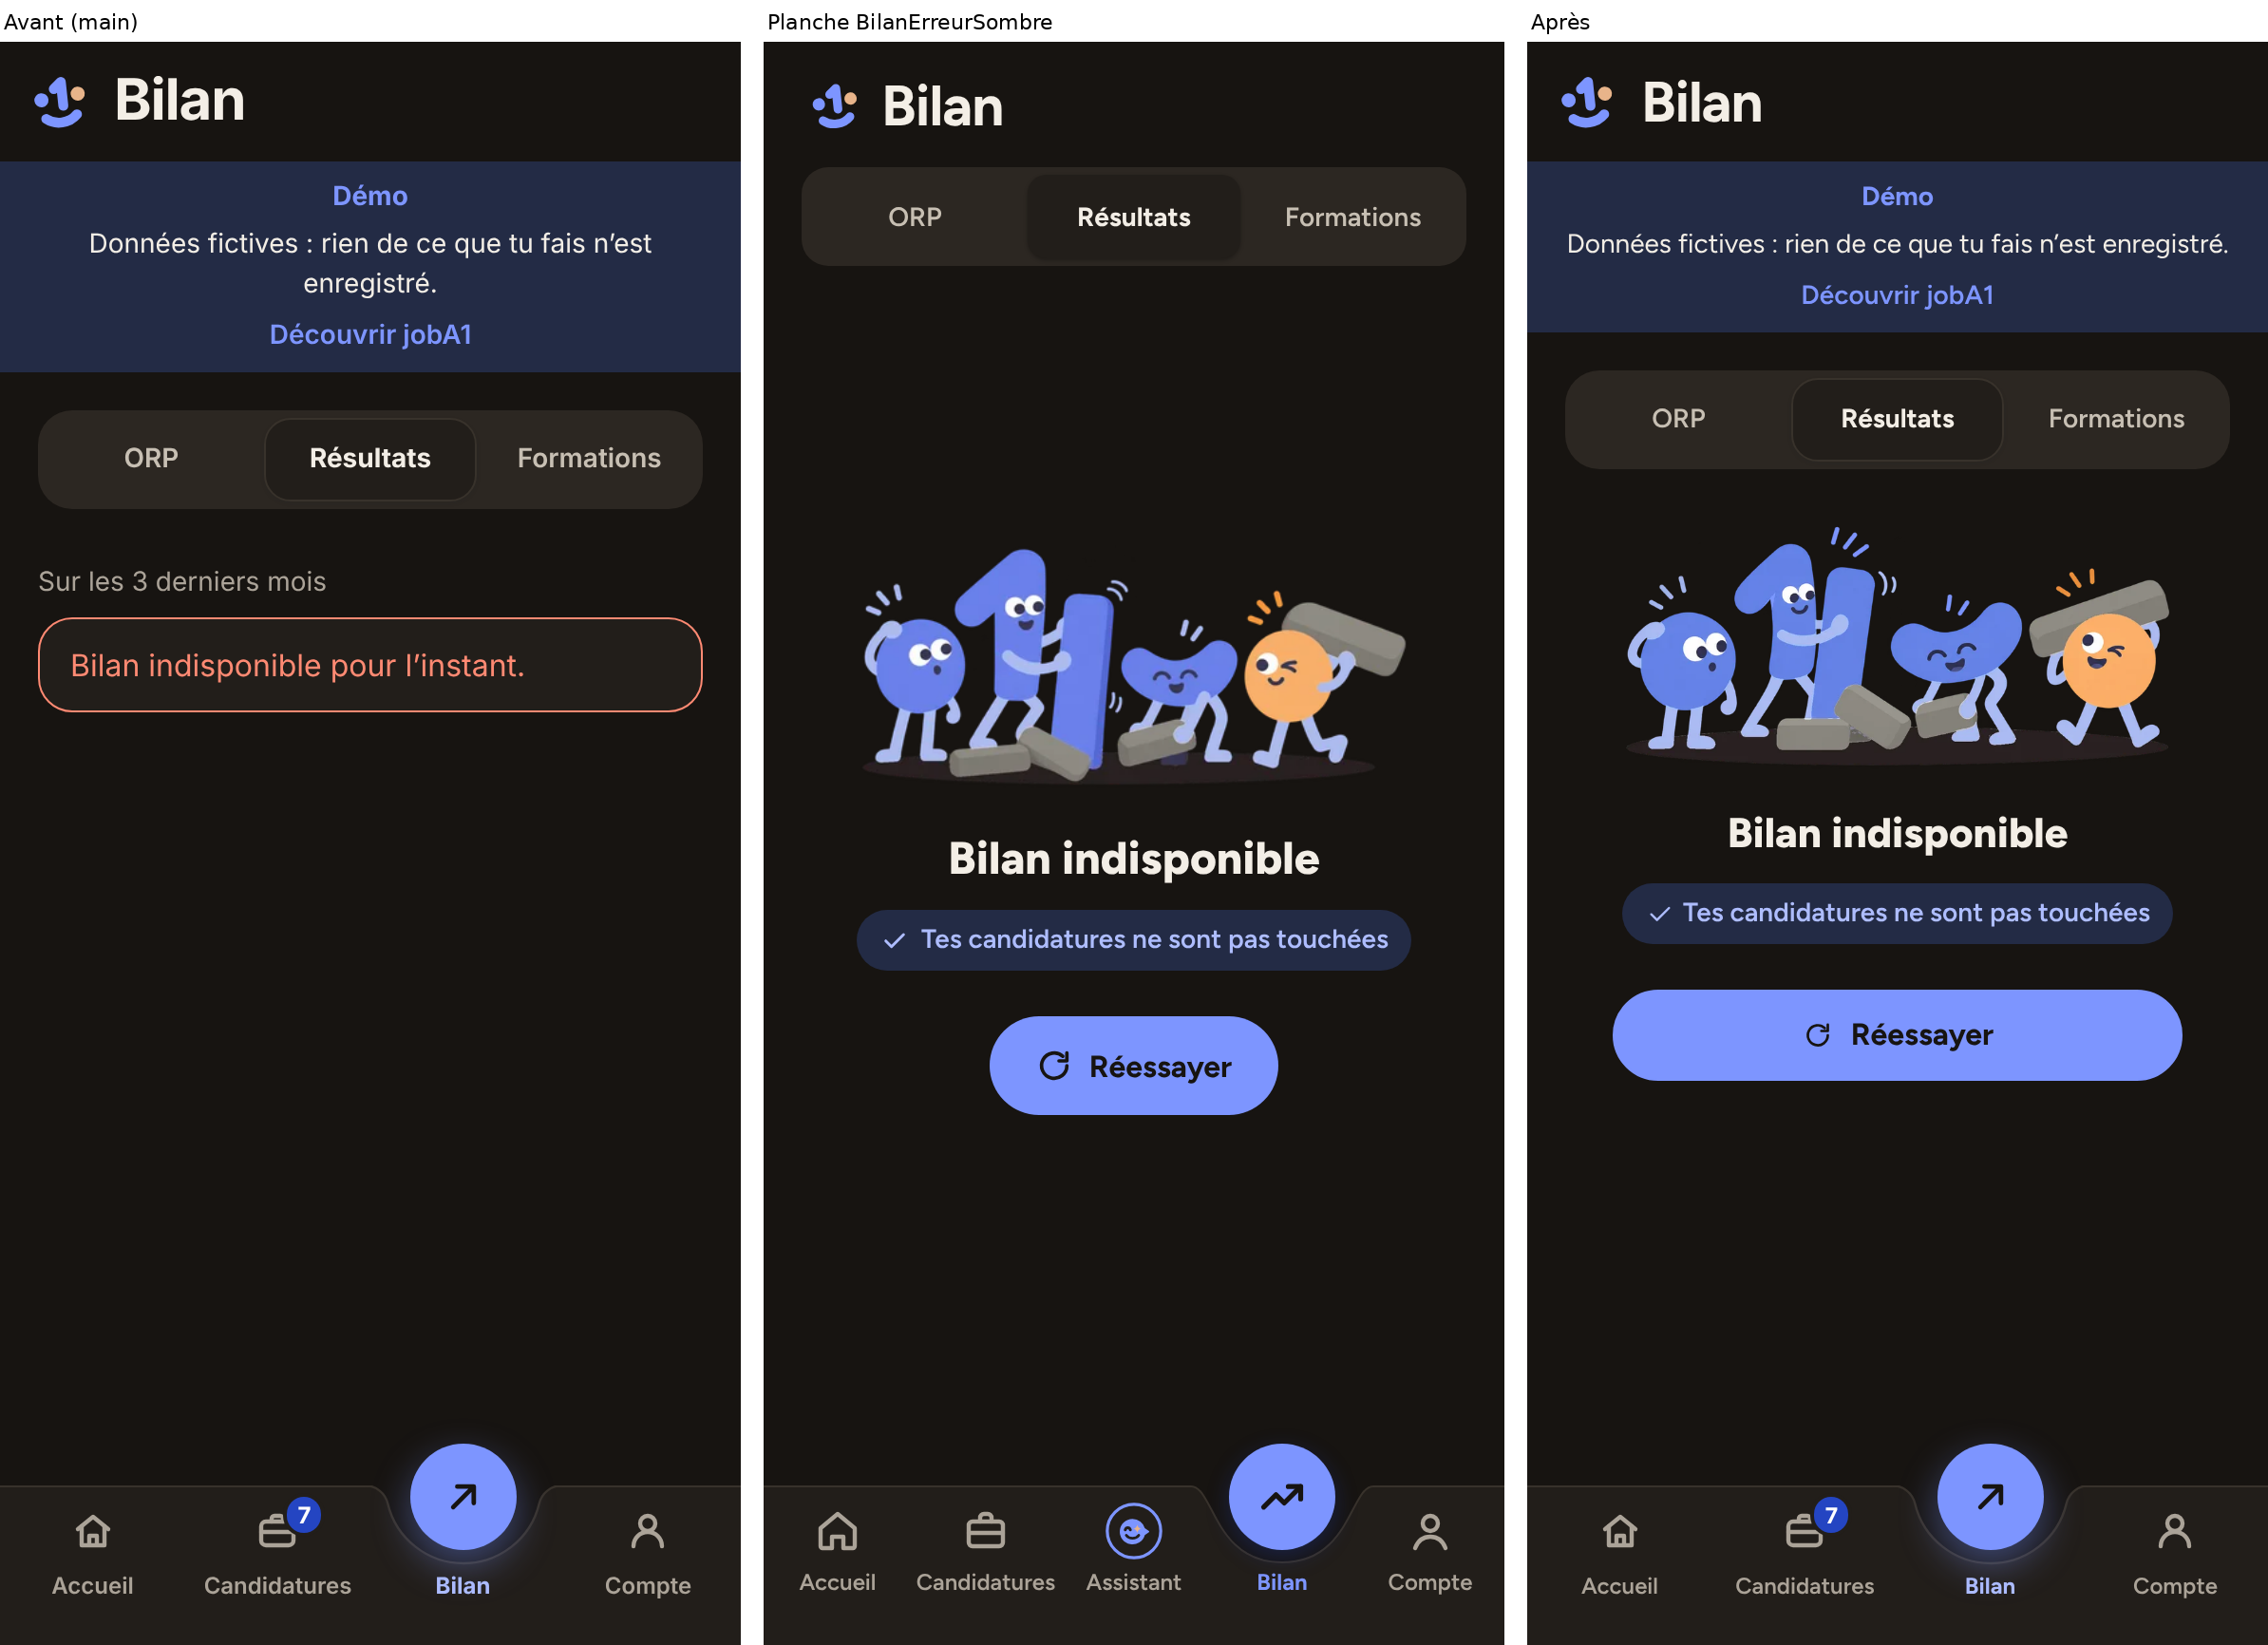 Avant (main)
Bilan
Démo
Données fictives : rien de ce que tu fais n’est
enregistré.
Découvrir jobA1
ORP
Résultats
Formations
Sur les 3 derniers mois
Bilan indisponible pour l’instant.
Accueil
7
Candidatures
Bilan
Compte
Planche BilanErreurSombre
Bilan
ORP
Résultats
Formations
Bilan indisponible
Tes candidatures ne sont pas touchées
Réessayer
Accueil
Candidatures
Assistant
Bilan
Compte
Après
Bilan
Démo
Données fictives : rien de ce que tu fais n’est enregistré.
Découvrir jobA1
ORP
Résultats
Formations
Bilan indisponible
Tes candidatures ne sont pas touchées
Réessayer
Accueil
7
Candidatures
Bilan
Compte